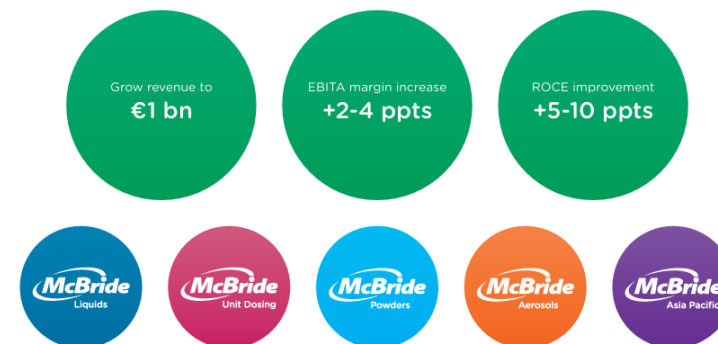 Grow revenue to
€1 bn
EBITA margin increase
+2-4 ppts
ROCE improvement
+5-10 ppts
McBride
Liquids
McBride
Unit Dosing
McBride
Powders
McBride
Aerosols
McBride
Asia Pacific